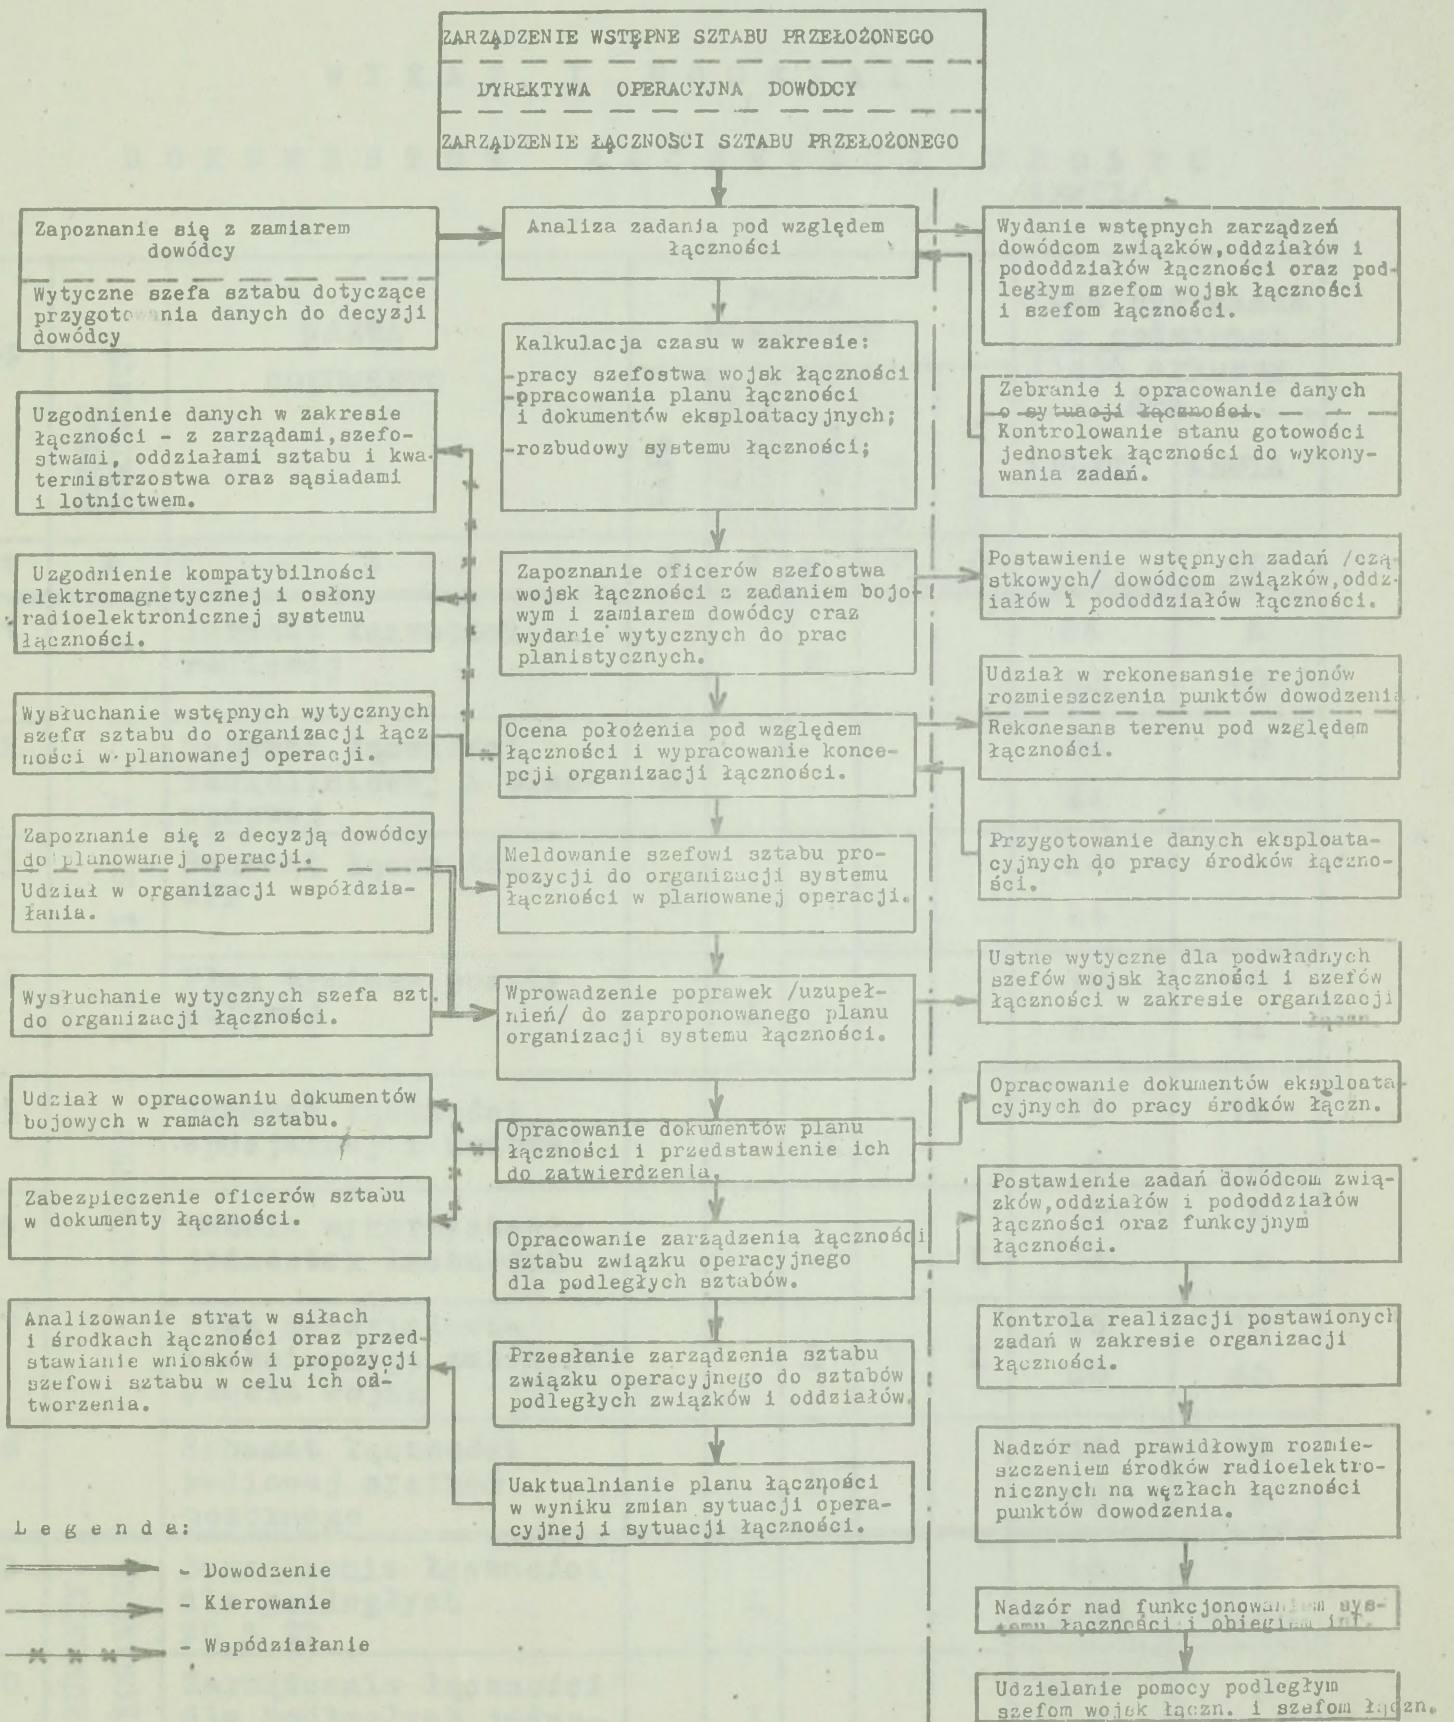 ZARZĄDZENIE WSTĘPNE SZTABU PRZEŁOŻONEGO
DYREKTYWA OPERACYJNA DOWÓDCY
ZARZĄDZENIE ŁĄCZNOŚCI SZTABU PRZEŁOŻONEGO
Zapoznanie się z zamiarem
dowódcy
Wytyczne szefa sztabu dotyczące
przygotowania danych do decyzji
dowódcy
Uzgodnienie danych w zakresie
łączności - z zarządami,szefo-
stwami, oddziałami sztabu i kwa-
termistrzostwa oraz sąsiadami
i lotnictwem.
Uzgodnienie kompatybilności
elektromagnetycznej i osłony
radioelektronicznej systemu
łączności.
Wysłuchanie wstępnych wytycznych
szefa sztabu do organizacji łącz
ności w planowanej operacji.
Zapoznanie się z decyzją dowódcy
do planowanej operacji.
Udział w organizacji współdzia-
łania.
Wysłuchanie wytycznych szefa szt.
do organizacji łączności.
Udział w opracowaniu dokumentów
bojowych w ramach sztabu.
Zabezpieczenie oficerów sztabu
w dokumenty łączności.
Analizowanie strat w siłach
i środkach łączności oraz przed-
stawianie wniosków i propozycji
szefowi sztabu w celu ich od-
tworzenia.
Legenda:
- Dowodzenie
- Kierowanie
- Wspódziałanie
Analiza zadania pod względem
łączności
Kalkulacja czasu w zakresie:
-pracy szefostwa wojsk łączności
-opracowania planu łączności
i dokumentów eksploatacyjnych;
-rozbudowy systemu łączności;
Zapoznanie oficerów szefostwa
wojsk łączności z zadaniem bojo-
wym i zamiarem dowódcy oraz
wydanie wytycznych do prac
planistycznych.
Ocena położenia pod względem
łączności i wypracowanie konce-
pcji organizacji łączności.
Meldowanie szefowi sztabu pro-
pozycji do organizacji systemu
łączności w planowanej operacji.
Wprowadzenie poprawek /uzupeł-
nień/ do zaproponowanego planu
organizacji systemu łączności.
Opracowanie dokumentów planu
łączności i przedstawienie ich
do zatwierdzenia.
Opracowanie zarządzenia łączności
sztabu związku operacyjnego
dla podległych sztabów.
Przesłanie zarządzenia sztabu
związku operacyjnego do sztabów
podległych związków i oddziałów.
Uaktualnianie planu łączności
w wyniku zmian sytuacji opera-
cyjnej i sytuacji łączności.
Wydanie wstępnych zarządzeń
dowódcom związków,oddziałów i
pododdziałów łączności oraz pod-
ległym szefom wojsk łączności
i szefom łączności.
Zebranie i opracowanie danych
o sytuacji łączności.
Kontrolowanie stanu gotowości
jednostek łączności do wykony-
wania zadań.
Postawienie wstępnych zadań /czą-
stkowych/ dowódcom związków,oddz-
iałów i pododdziałów łączności.
Udział w rekonesansie rejonów
rozmieszczenia punktów dowodzenia
Rekonesans terenu pod względem
łączności.
Przygotowanie danych eksploata-
cyjnych do pracy środków łączno-
ści.
Ustne wytyczne dla podwładnych
szefów wojsk łączności i szefów
łączności w zakresie organizacji
łączn.
Opracowanie dokumentów eksploata-
cyjnych do pracy środków łączn.
Postawienie zadań dowódcom zwią-
zków,oddziałów i pododdziałów
łączności oraz funkcyjnym
łączności.
Kontrola realizacji postawionych
zadań w zakresie organizacji
łączności.
Nadzór nad prawidłowym rozmie-
szczeniem środków radioelektro-
nicznych na węzłach łączności
punktów dowodzenia.
Nadzór nad funkcjonowaniem sys-
temu łączności i obiegiem inf.
Udzielanie pomocy podległym
szefom wojsk łączn. i szefom łączn.